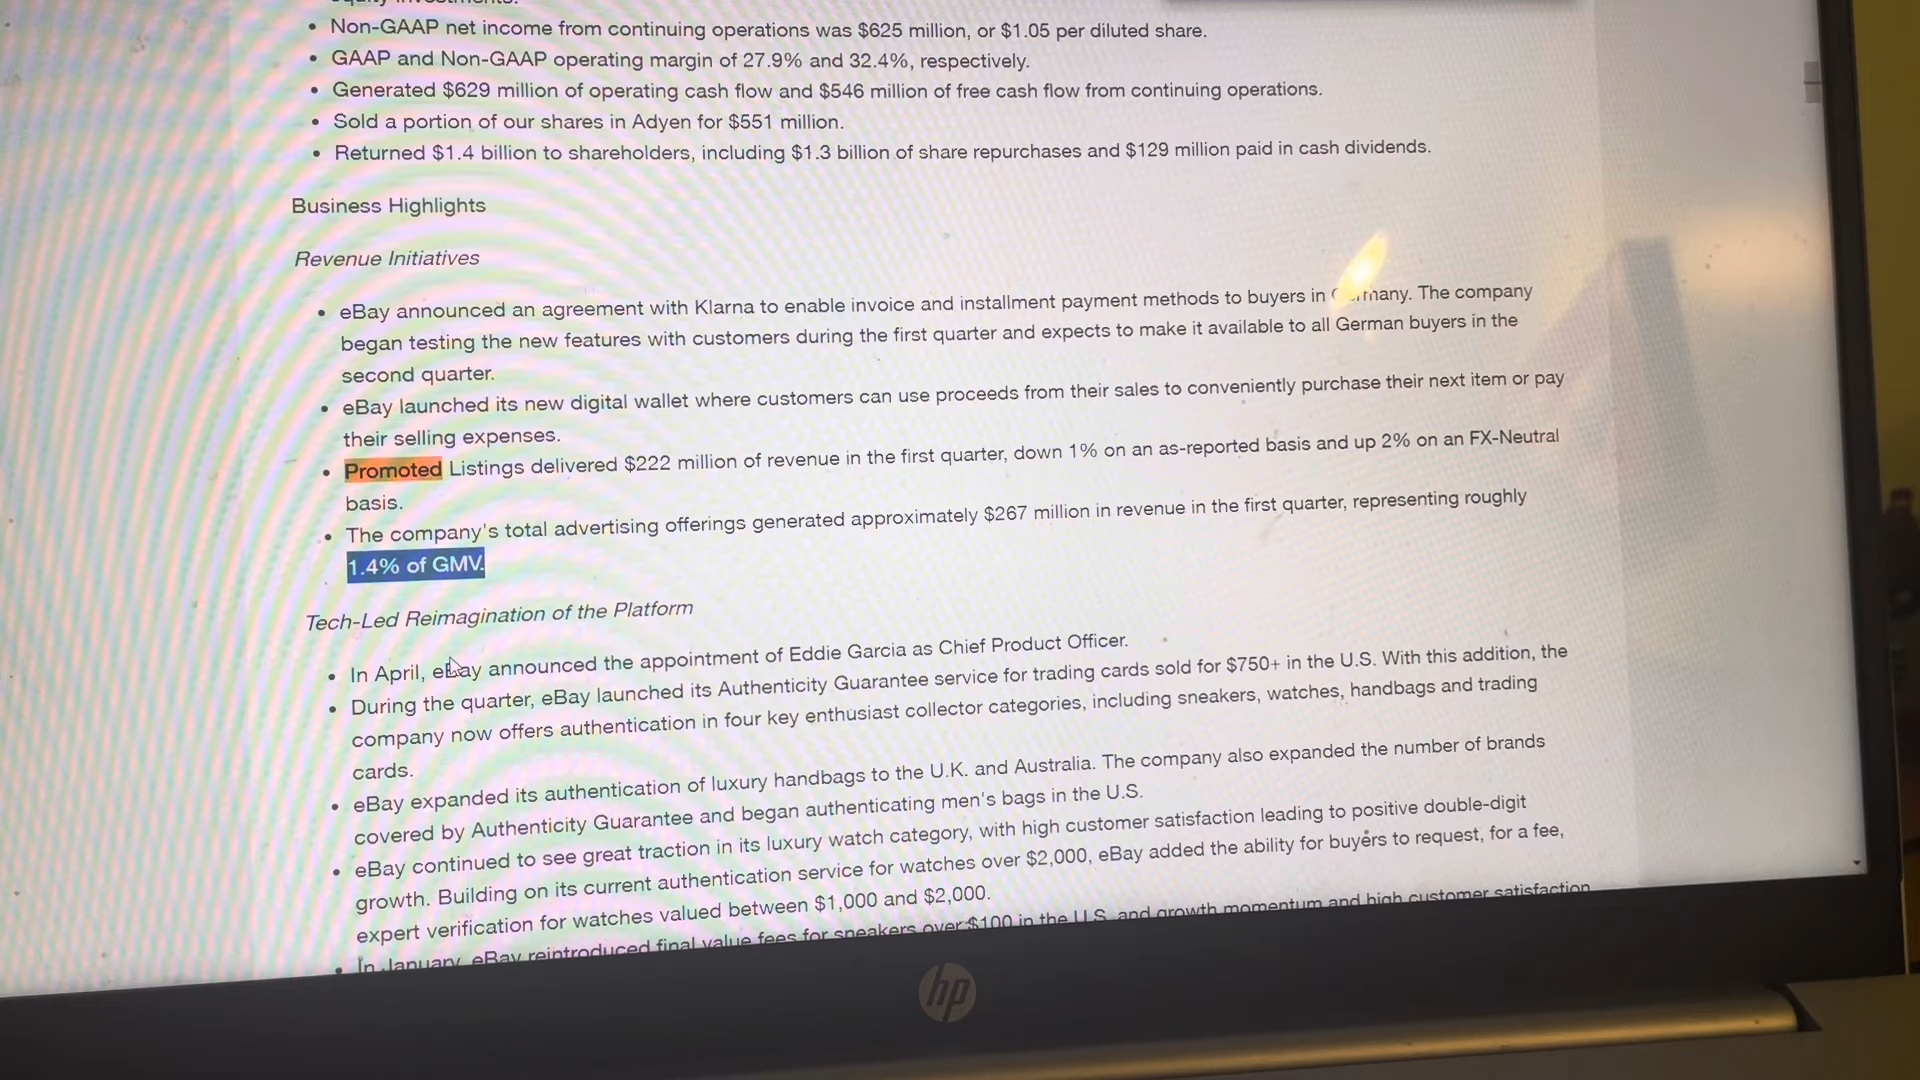 • Non-GAAP net income from continuing operations was $625 million, or $1.05 per diluted share.
• GAAP and Non-GAAP operating margin of 27.9% and 32.4%, respectively.
• Generated $629 million of operating cash flow and $546 million of free cash flow from continuing operations.
• Sold a portion of our shares in Adyen for $551 million.
• Returned $1.4 billion to shareholders, including $1.3 billion of share repurchases and $129 million paid in cash dividends.
Business Highlights
Revenue Initiatives
• eBay announced an agreement with Klarna to enable invoice and installment payment methods to buyers in Germany. The company
began testing the new features with customers during the first quarter and expects to make it available to all German buyers in the
second quarter.
• eBay launched its new digital wallet where customers can use proceeds from their sales to conveniently purchase their next item or pay
their selling expenses.
• Promoted Listings delivered $222 million of revenue in the first quarter, down 1% on an as-reported basis and up 2% on an FX-Neutral
basis.
• The company's total advertising offerings generated approximately $267 million in revenue in the first quarter, representing roughly
1.4% of GMV.
Tech-Led Reimagination of the Platform
• In April, eBay announced the appointment of Eddie Garcia as Chief Product Officer.
• During the quarter, eBay launched its Authenticity Guarantee service for trading cards sold for $750+ in the U.S. With this addition, the
company now offers authentication in four key enthusiast collector categories, including sneakers, watches, handbags and trading
cards.
• eBay expanded its authentication of luxury handbags to the U.K. and Australia. The company also expanded the number of brands
covered by Authenticity Guarantee and began authenticating men's bags in the U.S.
• eBay continued to see great traction in its luxury watch category, with high customer satisfaction leading to positive double-digit
growth. Building on its current authentication service for watches over $2,000, eBay added the ability for buyers to request, for a fee,
expert verification for watches valued between $1,000 and $2,000.
• In January, eBay reintroduced final value fees for sneakers over $100 in the U.S. and growth momentum and high customer satisfaction
hp